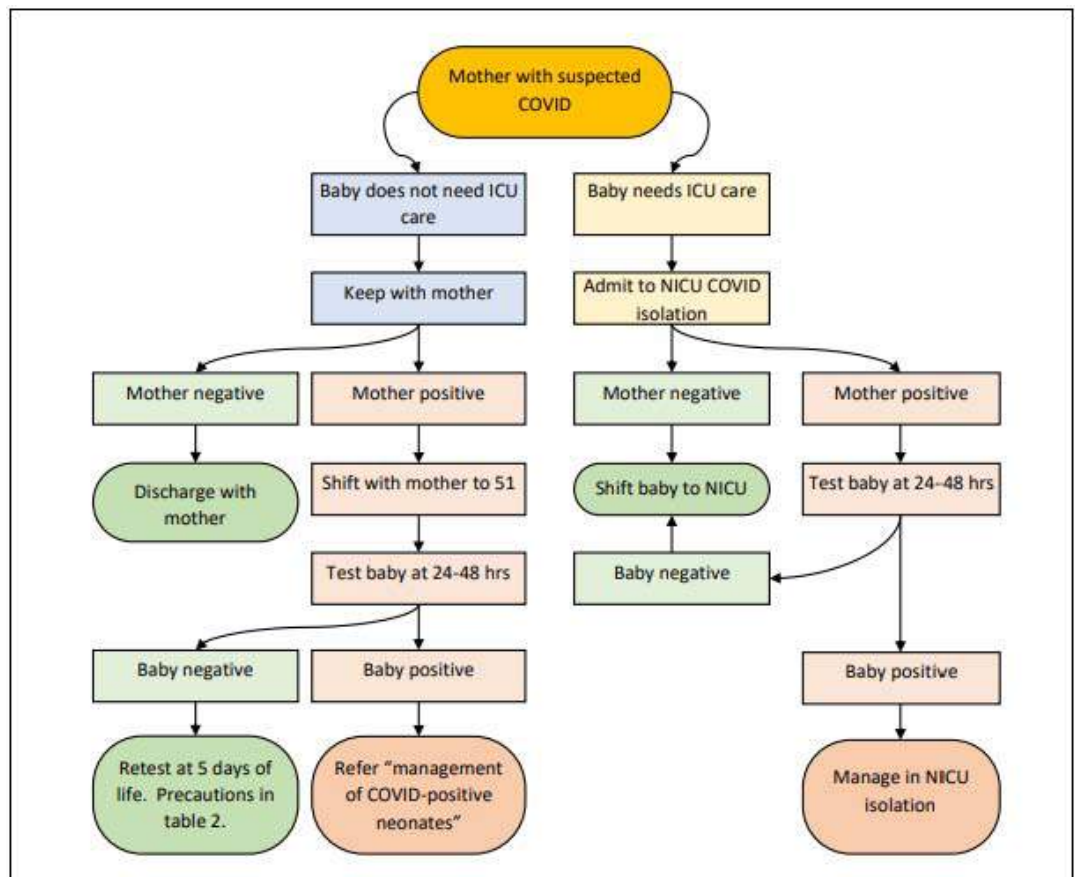 Mother with suspected
COVID
Baby does not need ICU
care
Baby needs ICU care
Keep with mother
Admit to NICU COVID
isolation
Mother negative
Mother positive
Mother negative
Mother positive
Discharge with
mother
Shift with mother to 51
Shift baby to NICU
Test baby at 24-48 hrs
Test baby at 24-48 hrs
Baby negative
Baby negative
Baby positive
Baby positive
Retest at 5 days of
life. Precautions in
table 2.
Refer “management
of COVID-positive
neonates”
Manage in NICU
isolation